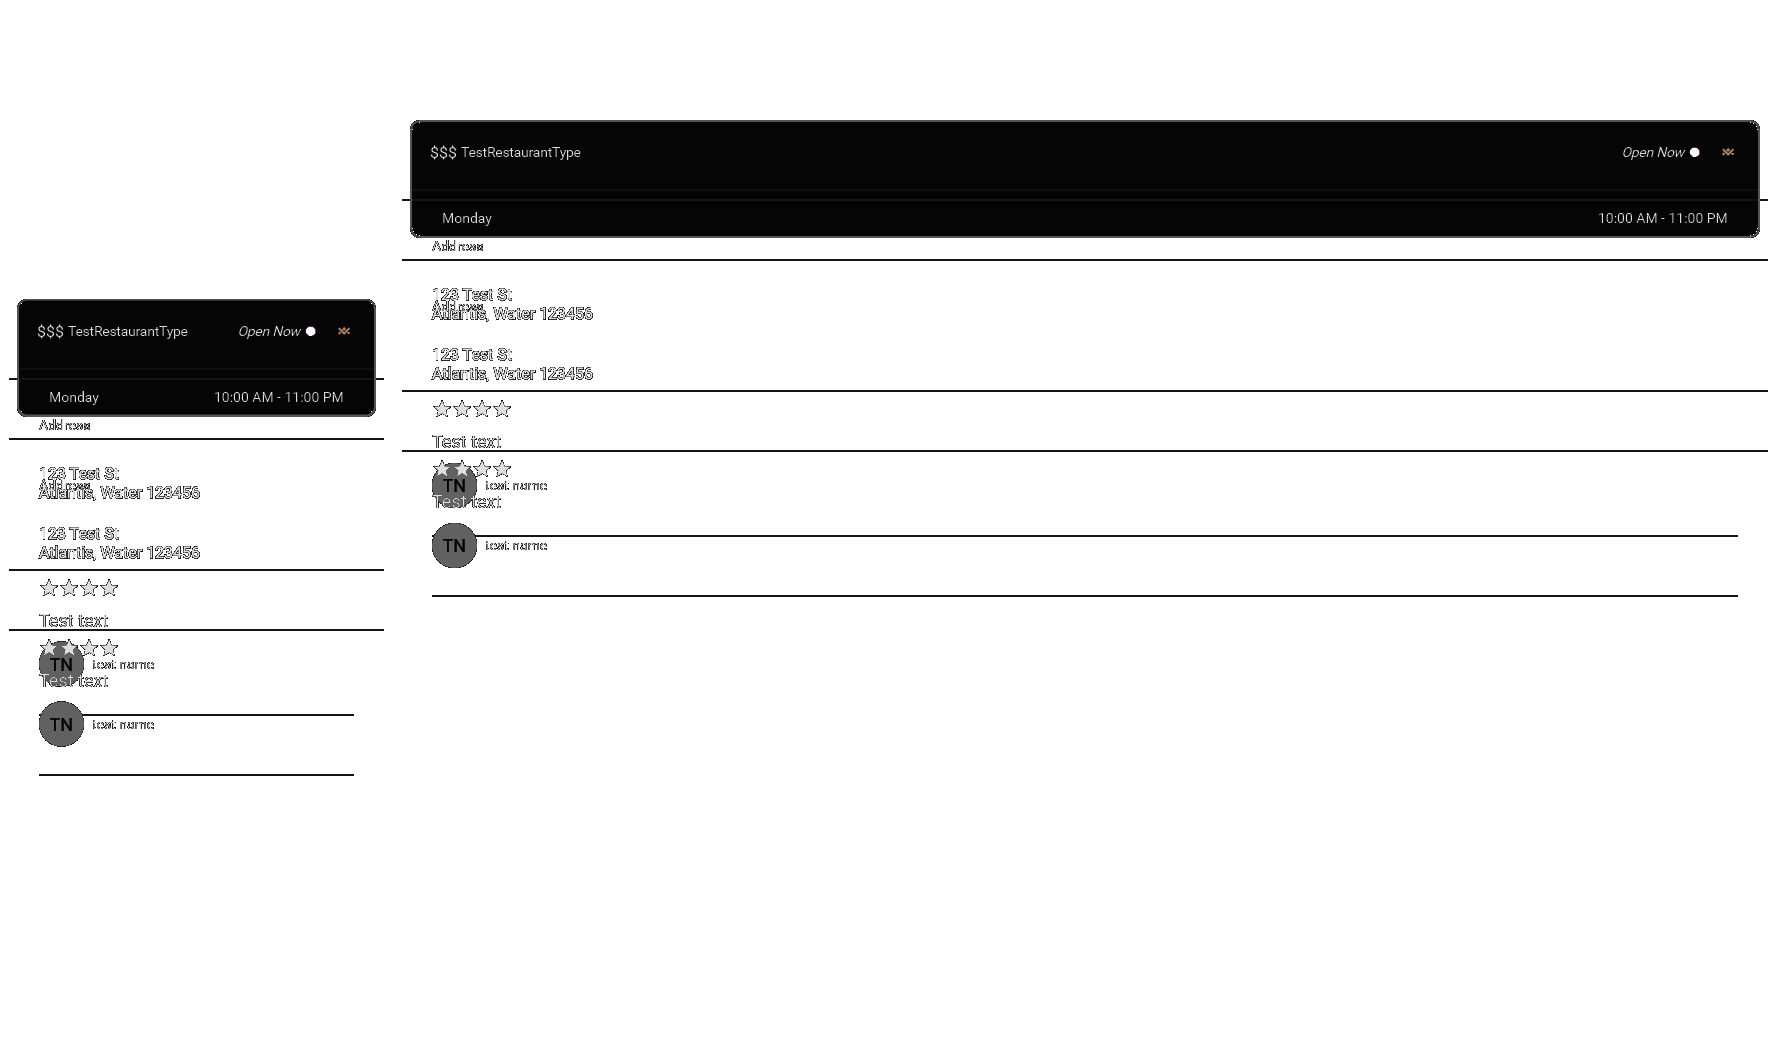 $$$ TestRestaurantType Open Now
Monday 10:00 AM - 11:00 PM
Address
123 Test St
Address
Atlantis, Water 123456
123 Test St
Atlantis, Water 123456
Test text
TN test name
Test text
TN test name
$$$ TestRestaurantType Open Now
Monday 10:00 AM - 11:00 PM
Address
123 Test St
Address
Atlantis, Water 123456
123 Test St
Atlantis, Water 123456
Test text
TN test name
Test text
TN test name